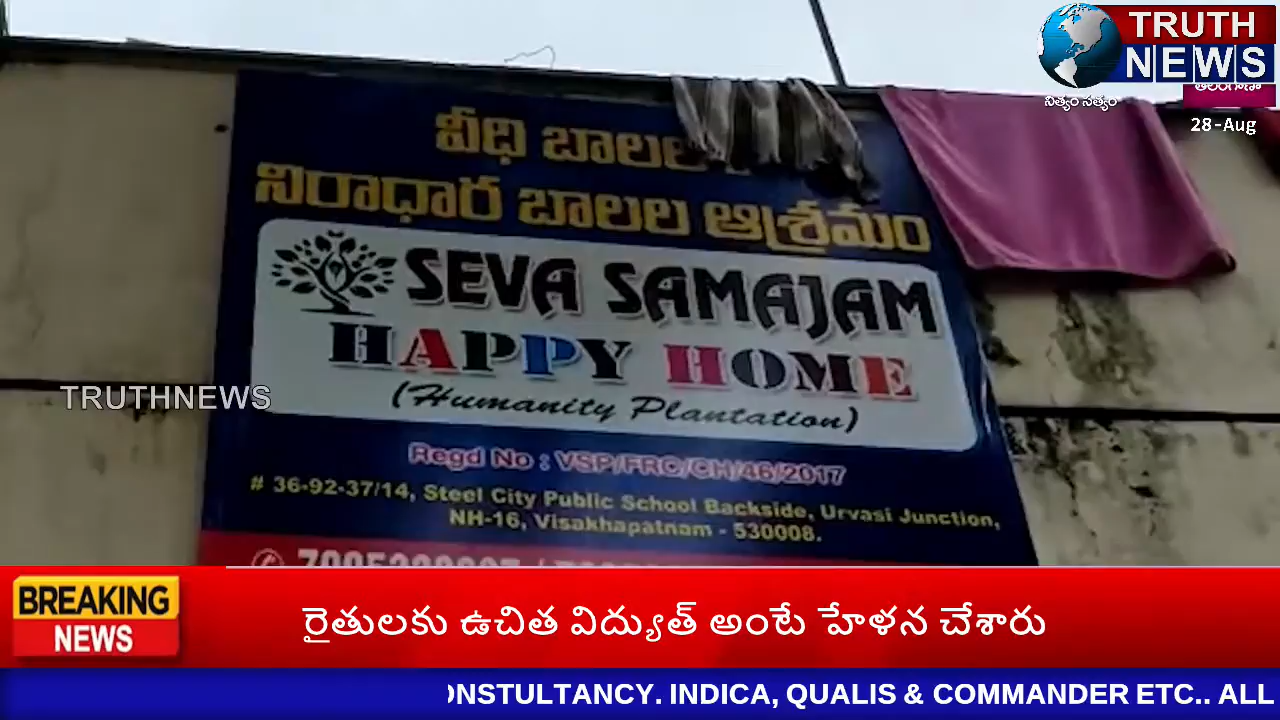 TRUTH
NEWS
నిత్యం సత్యం
తెలంగాణా
28-Aug
వీధి
నిరాధార బాలల ఆశ్రమం
SEVA SAMAJAM
HAPPY HOME
(Humanity Plantation)
TRUTHNEWS
Regd No : VSP/FRO/CH/46/2017
# 36-92-37/14, Steel City Public School Backside, Urvasi Junction,
NH-16, Visakhapatnam - 530008.
BREAKING
NEWS
రైతులకు ఉచిత విద్యుత్ అంటే హేళన చేశారు
ONSTULTANCY. INDICA, QUALIS & COMMANDER ETC.. ALL